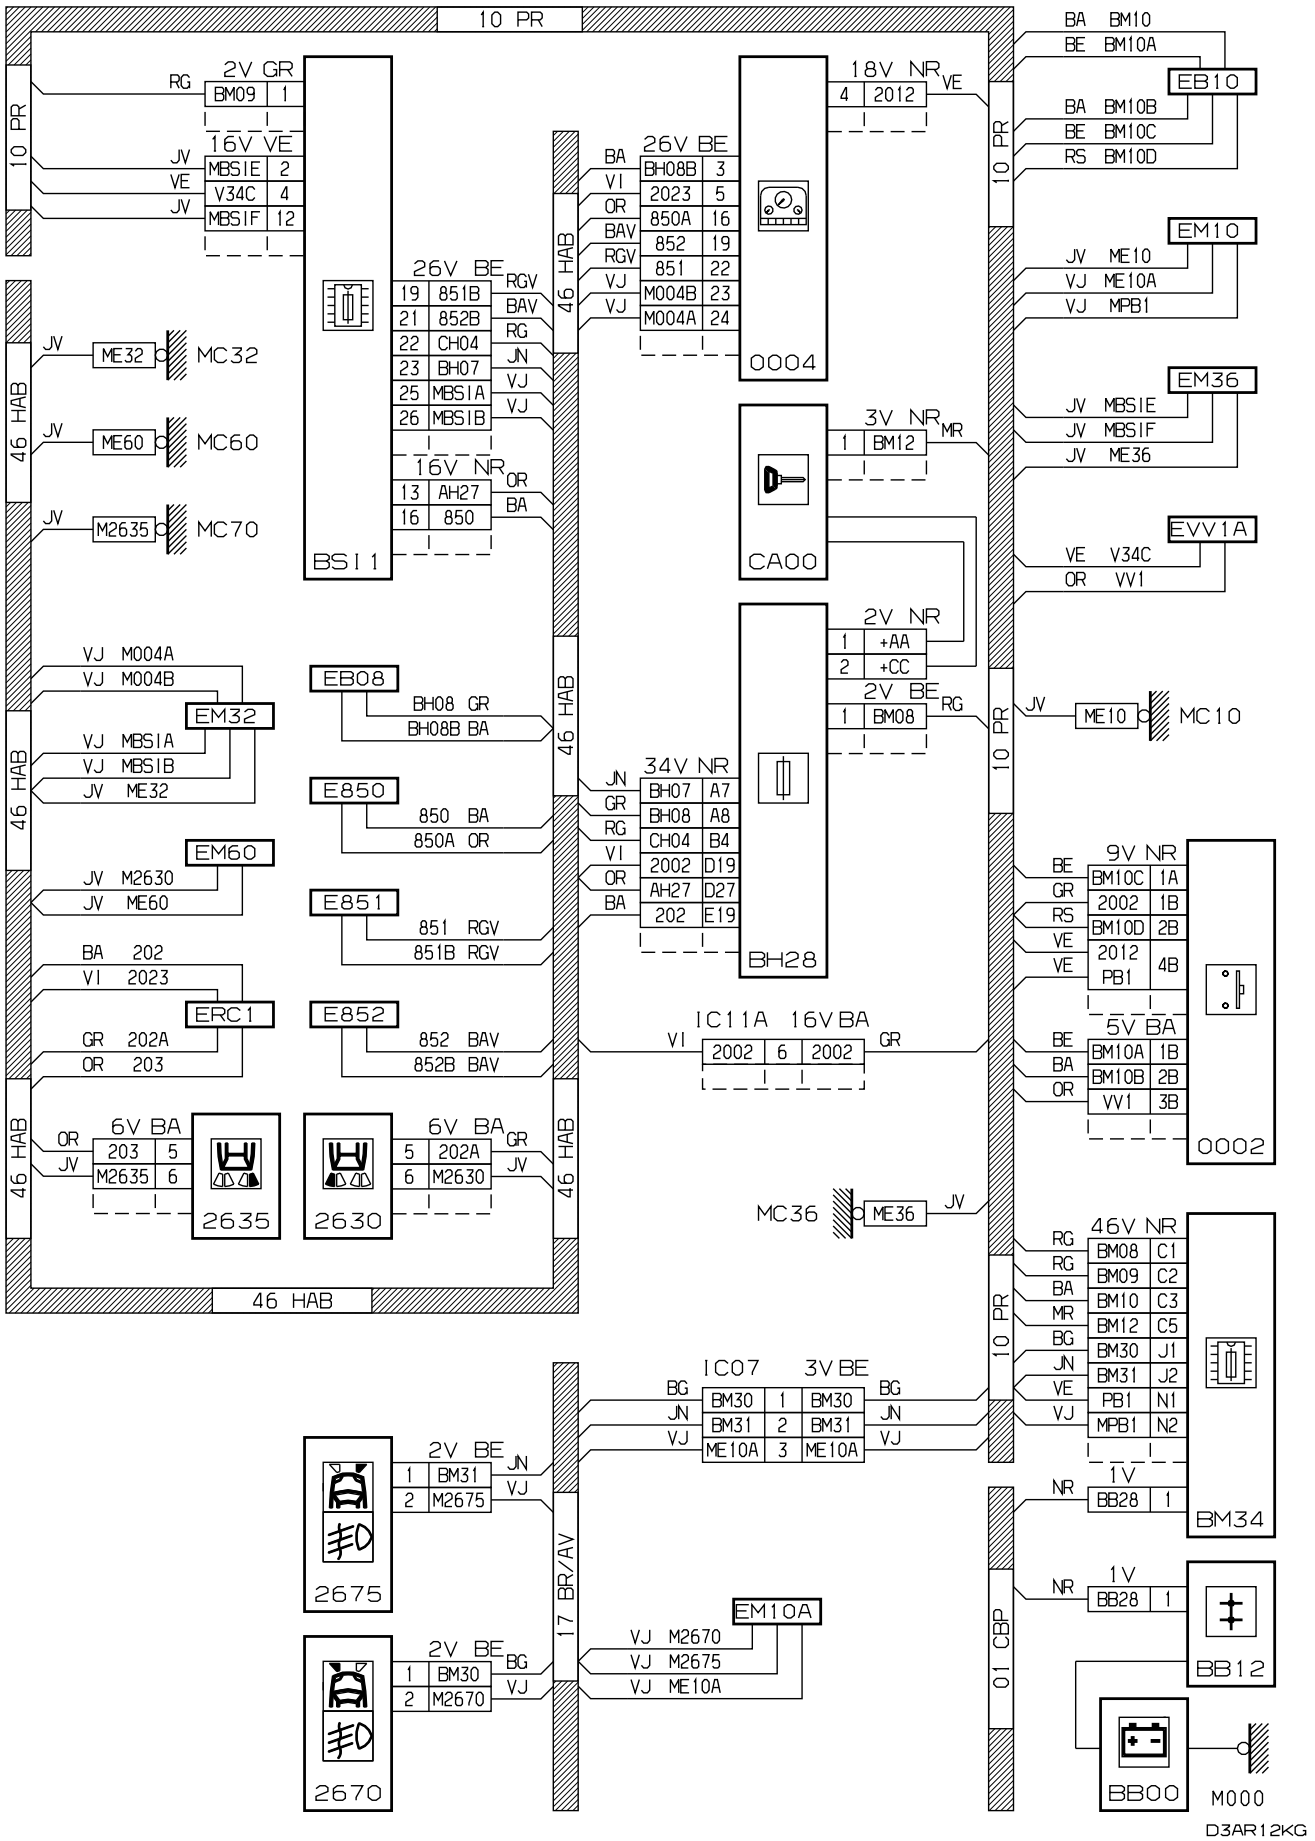 10 PR
10 PR
2V GR
RG BM09 1
16V VE
JV MBSIE 2
VE V34C 4
JV MBSIF 12
26V BE
19 851B RGV
21 852B BAV
22 CH04 RG
23 BH07 JN
25 MBSIA VJ
26 MBSIB VJ
16V NR
13 AH27 OR
16 850 BA
BSI1
46 HAB
JV ME32 MC32
JV ME60 MC60
JV M2635 MC70
46 HAB
VJ M004A
VJ M004B
EM32
VJ MBSIA
VJ MBSIB
JV ME32
EM60
JV M2630
JV ME60
BA 202
VI 2023
ERC1
GR 202A
OR 203
46 HAB
6V BA
OR 203 5
JV M2635 6
2635
EB08
BH08 GR
BH08B BA
E850
850 BA
850A OR
E851
851 RGV
851B RGV
E852
852 BAV
852B BAV
6V BA
5 202A GR
6 M2630 JV
2630
46 HAB
46 HAB
46 HAB
46 HAB
18V NR
4 2012 VE
26V BE
BA BH08B 3
VI 2023 5
OR 850A 16
BAV 852 19
RGV 851 22
VJ M004B 23
VJ M004A 24
0004
3V NR
1 BM12 MR
CA00
2V NR
1 +AA
2 +CC
2V BE
1 BM08 RG
34V NR
JN BH07 A7
GR BH08 A8
RG CH04 B4
VI 2002 D19
OR AH27 D27
BA 202 E19
BH28
IC11A 16V BA
VI 2002 6 2002 GR
MC36 ME36 JV
10 PR
BA BM10
BE BM10A
EB10
BA BM10B
BE BM10C
RS BM10D
EM10
JV ME10
VJ ME10A
VJ MPB1
EM36
JV MBSIE
JV MBSIF
JV ME36
EVV1A
VE V34C
OR VV1
10 PR
JV ME10 MC10
9V NR
BE BM10C 1A
GR 2002 1B
RS BM10D 2B
VE 2012
VE PB1 4B
5V BA
BE BM10A 1B
BA BM10B 2B
OR VV1 3B
0002
10 PR
46V NR
RG BM08 C1
RG BM09 C2
BA BM10 C3
MR BM12 C5
BG BM30 J1
JN BM31 J2
VE PB1 N1
VJ MPB1 N2
1V
NR BB28 1
BM34
IC07 3V BE
BG BM30 1 BM30 BG
JN BM31 2 BM31 JN
VJ ME10A 3 ME10A VJ
2V BE
1 BM31 JN
2 M2675 VJ
2675
17 BR/AV
2V BE
1 BM30 BG
2 M2670 VJ
2670
EM10A
VJ M2670
VJ M2675
VJ ME10A
01 CBP
1V
NR BB28 1
BB12
+ -
BB00
M000
D3AR12KG